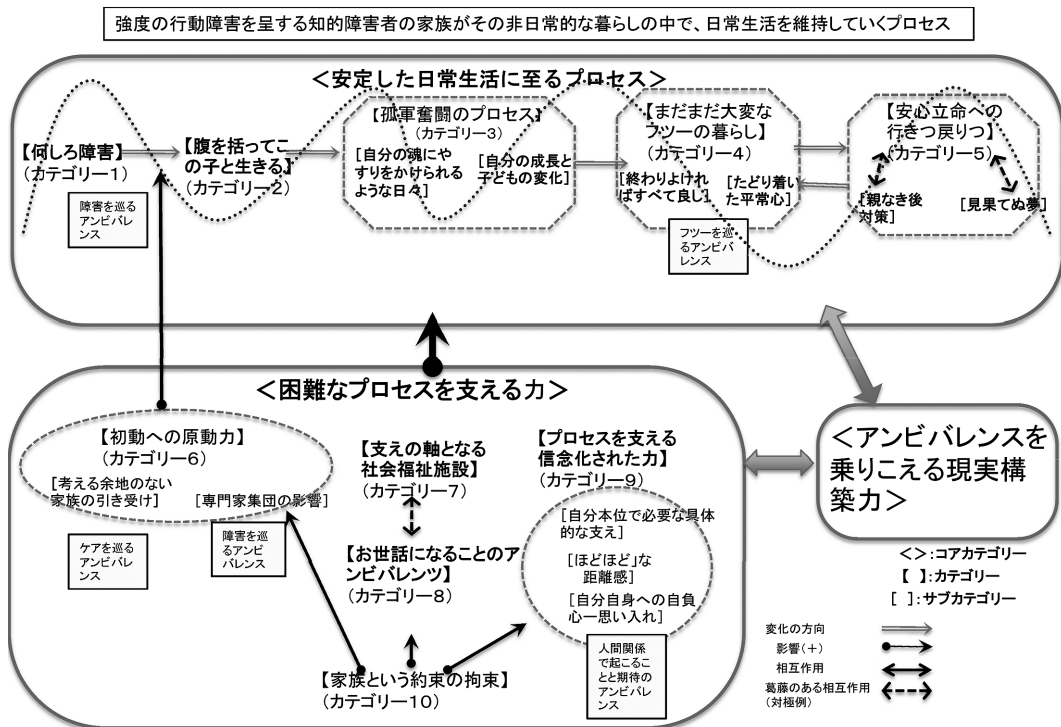 強度の行動障害を呈する知的障害者の家族がその非日常的な暮らしの中で、日常生活を維持していくプロセス
＜安定した日常生活に至るプロセス＞
【何しろ障害】
（カテゴリー1）
障害を巡る
アンビバレ
ンス
【腹を括ってこ
の子と生きる】
（カテゴリー2）
【孤軍奮闘のプロセス】
（カテゴリー3）
[自分の魂にや
すりをかけられる
ような日々]
[自分の成長と
子どもの変化]
【まだまだ大変な
フツーの暮らし】
（カテゴリー4）
[終わりよけれ
ばすべて良し]
[たどり着い
た平常心]
フツーを巡
るアンビバ
レンス
【安心立命への
行きつ戻りつ】
（カテゴリー5）
[親なき後
対策]
[見果てぬ夢]
＜困難なプロセスを支える力＞
【初動への原動力】
（カテゴリー6）
[考える余地のない
家族の引き受け]
[専門家集団の影響]
ケアを巡る
アンビバレ
ンス
障害を巡
るアンビ
バレンス
【支えの軸となる
社会福祉施設】
（カテゴリー7）
【お世話になることのア
ンビバレンツ】
（カテゴリー8）
【プロセスを支える
信念化された力】
（カテゴリー9）
[自分本位で必要な具体
的な支え]
[ほどほど」な
距離感]
[自分自身への自負
心ー思い入れ]
人間関係
で起こるこ
とと期待の
アンビバレ
ンス
【家族という約束の拘束】
（カテゴリー10）
＜アンビバレンスを
乗りこえる現実構
築力＞
＜＞：コアカテゴリー
【　】：カテゴリー
[　]：サブカテゴリー
変化の方向
影響（＋）
相互作用
葛藤のある相互作用
（対極例）